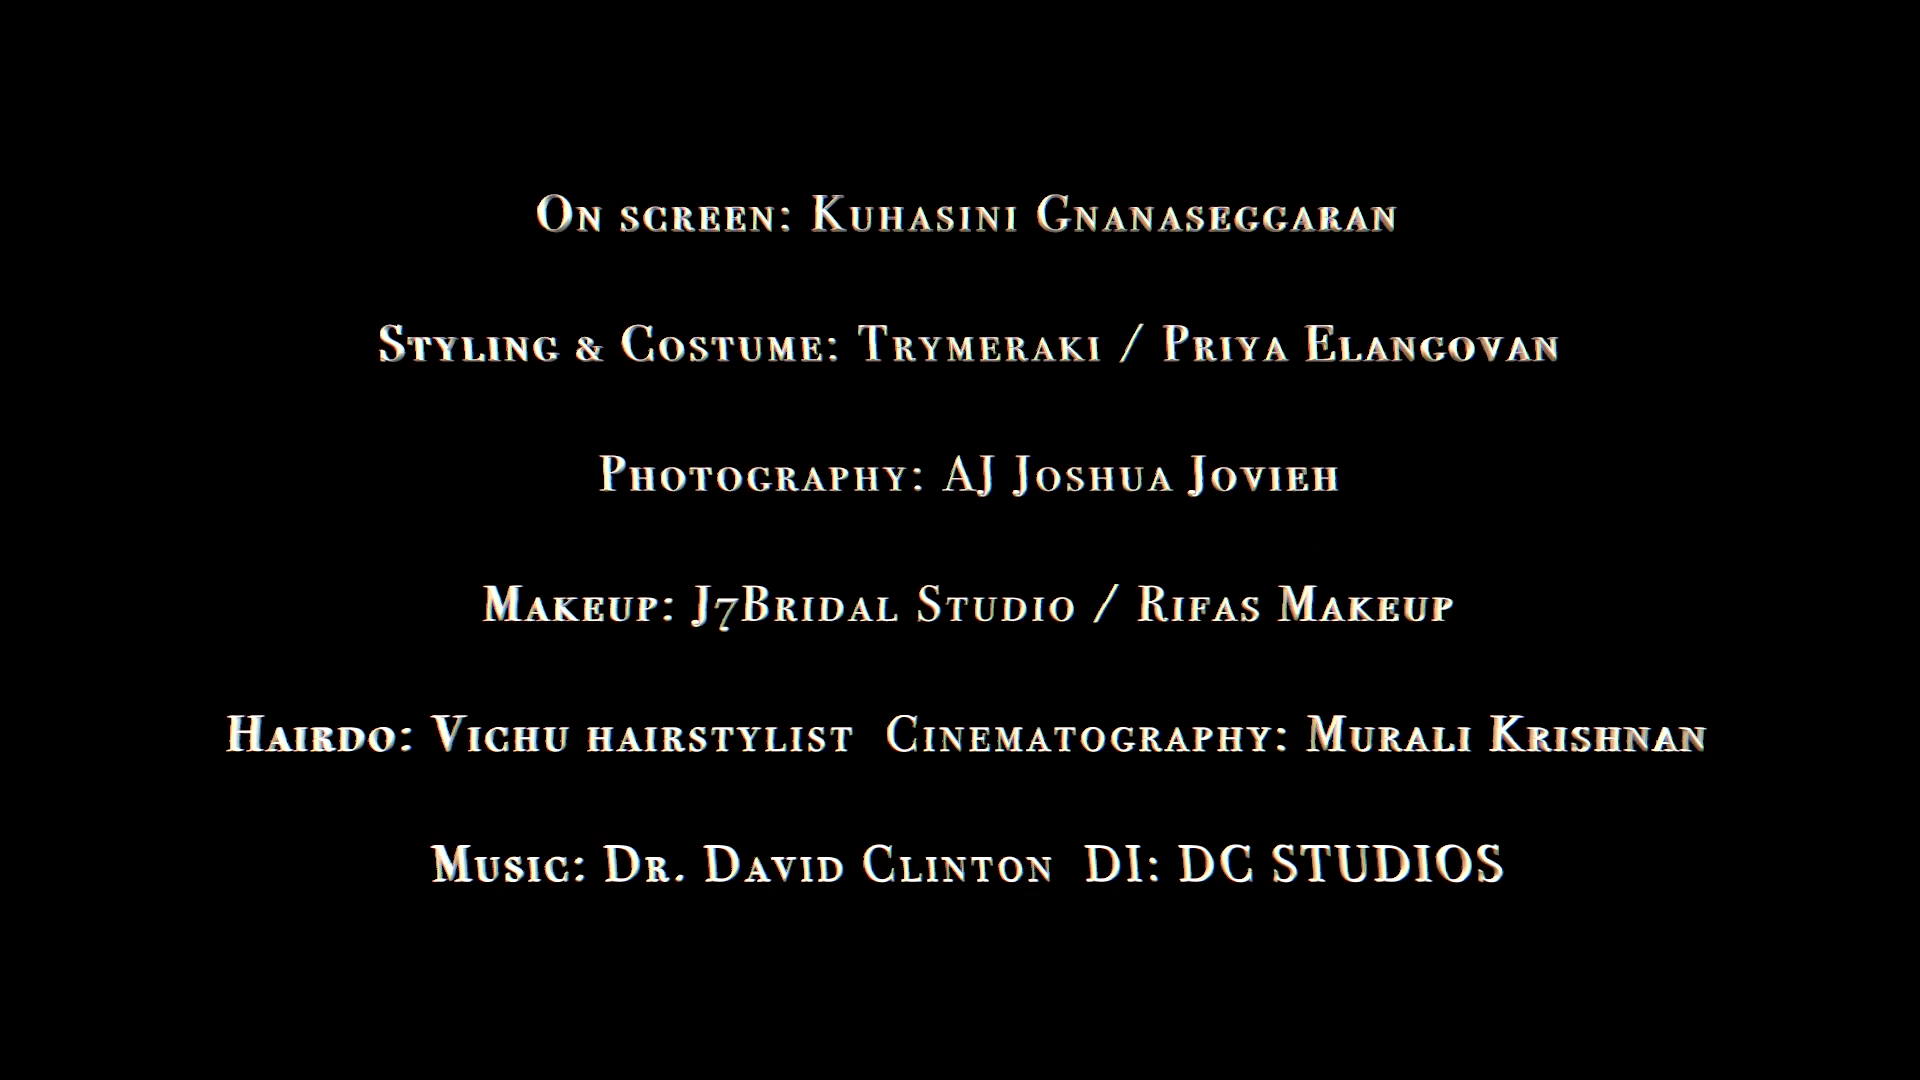 On screen: Kuhasini Gnanaseggaran
Styling & Costume: Trymeraki / Priya Elangovan
Photography: AJ Joshua Jovieh
Makeup: J7Bridal Studio / Rifas Makeup
Hairdo: Vichu hairstylist  Cinematography: Murali Krishnan
Music: Dr. David Clinton  DI: DC STUDIOS